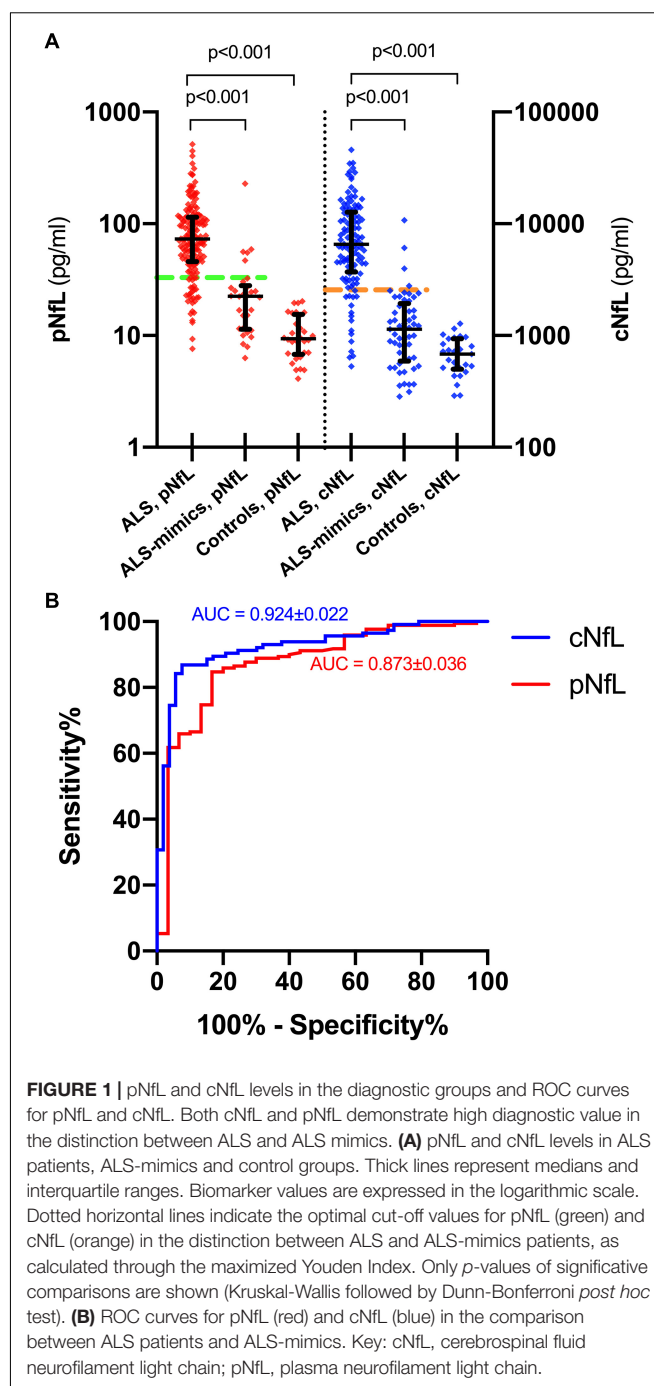 A
p<0.001
p<0.001
p<0.001
p<0.001
1000
100
10
1
pNfL (pg/ml)
100000
10000
1000
100
cNfL (pg/ml)
ALS, pNfL
ALS-mimics, pNfL
Controls, pNfL
ALS, cNfL
ALS-mimics, cNfL
Controls, cNfL
B
100
80
60
40
20
0
Sensitivity%
AUC = 0.924±0.022
AUC = 0.873±0.036
cNfL
pNfL
0 20 40 60 80 100
100% - Specificity%
FIGURE 1 | pNfL and cNfL levels in the diagnostic groups and ROC curves
for pNfL and cNfL. Both cNfL and pNfL demonstrate high diagnostic value in
the distinction between ALS and ALS mimics. (A) pNfL and cNfL levels in ALS
patients, ALS-mimics and control groups. Thick lines represent medians and
interquartile ranges. Biomarker values are expressed in the logarithmic scale.
Dotted horizontal lines indicate the optimal cut-off values for pNfL (green) and
cNfL (orange) in the distinction between ALS and ALS-mimics patients, as
calculated through the maximized Youden Index. Only p-values of significative
comparisons are shown (Kruskal-Wallis followed by Dunn-Bonferroni post hoc
test). (B) ROC curves for pNfL (red) and cNfL (blue) in the comparison
between ALS patients and ALS-mimics. Key: cNfL, cerebrospinal fluid
neurofilament light chain; pNfL, plasma neurofilament light chain.